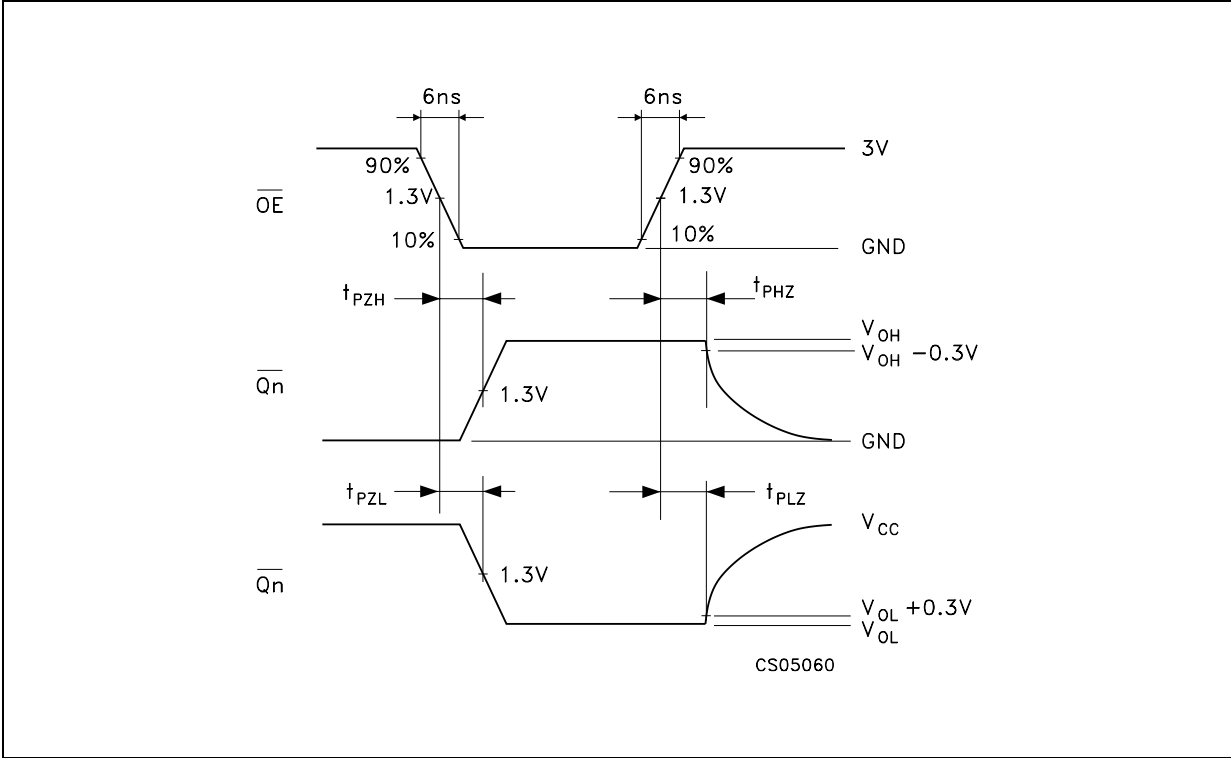 6ns 6ns
3V
90% 90%
1.3V 1.3V
OE
10% 10%
GND
tPZH tPHZ
VOH
VOH −0.3V
Qn
1.3V
GND
tPZL tPLZ
VCC
1.3V
Qn
VOL +0.3V
VOL
CS05060